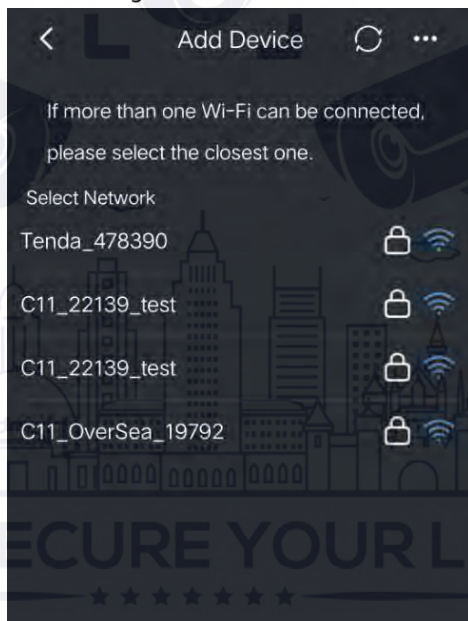 Add Device
If more than one Wi-Fi can be connected,
please select the closest one.
Select Network
Tenda_478390
C11_22139_test
C11_22139_test
C11_OverSea_19792
ECURE YOUR L